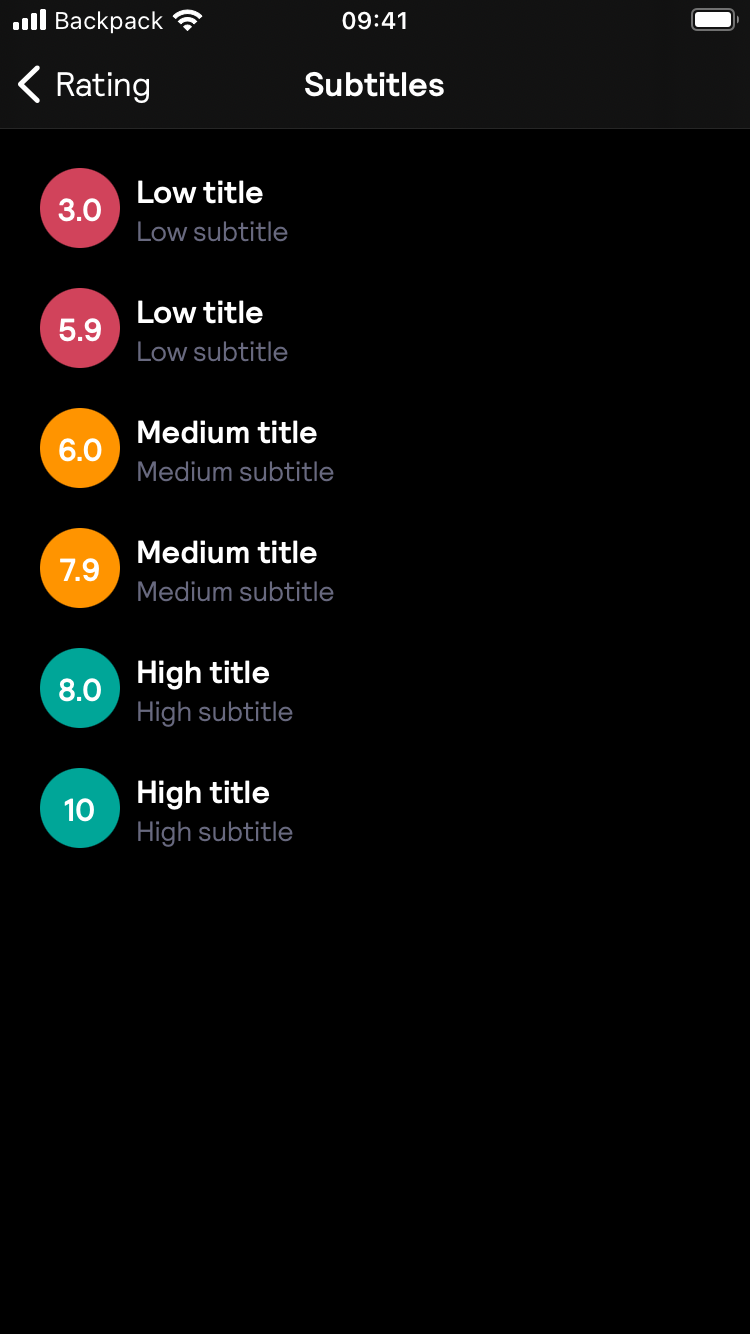 Backpack
09:41
Rating
Subtitles
3.0
Low title
Low subtitle
5.9
Low title
Low subtitle
6.0
Medium title
Medium subtitle
7.9
Medium title
Medium subtitle
8.0
High title
High subtitle
10
High title
High subtitle